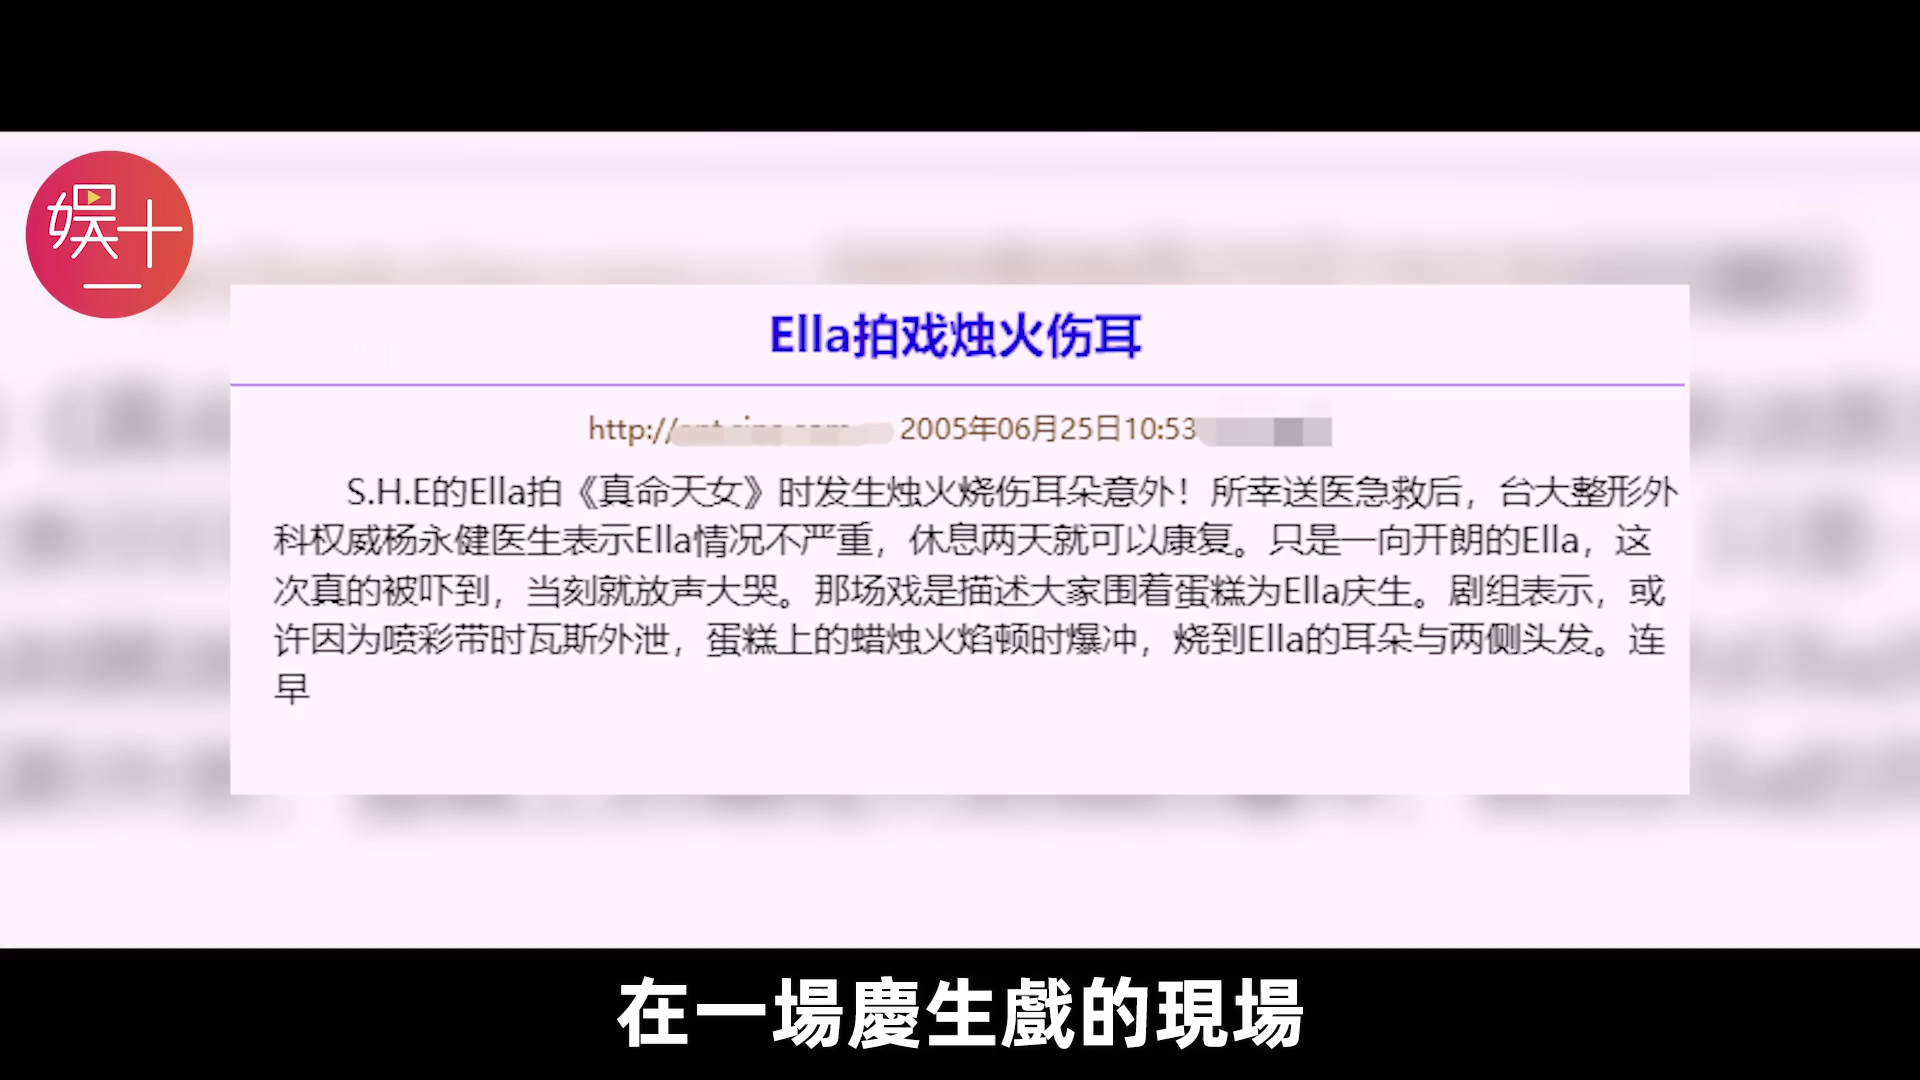 娱十一
Ella拍戏烛火伤耳
http:// 2005年06月25日10:53
S.H.E的Ella拍《真命天女》时发生烛火烧伤耳朵意外！所幸送医急救后，台大整形外
科权威杨永健医生表示Ella情况不严重，休息两天就可以康复。只是一向开朗的Ella，这
次真的被吓到，当刻就放声大哭。那场戏是描述大家围着蛋糕为Ella庆生。剧组表示，或
许因为喷彩带时瓦斯外泄，蛋糕上的蜡烛火焰顿时爆冲，烧到Ella的耳朵与两侧头发。连
早
在一場慶生戲的現場